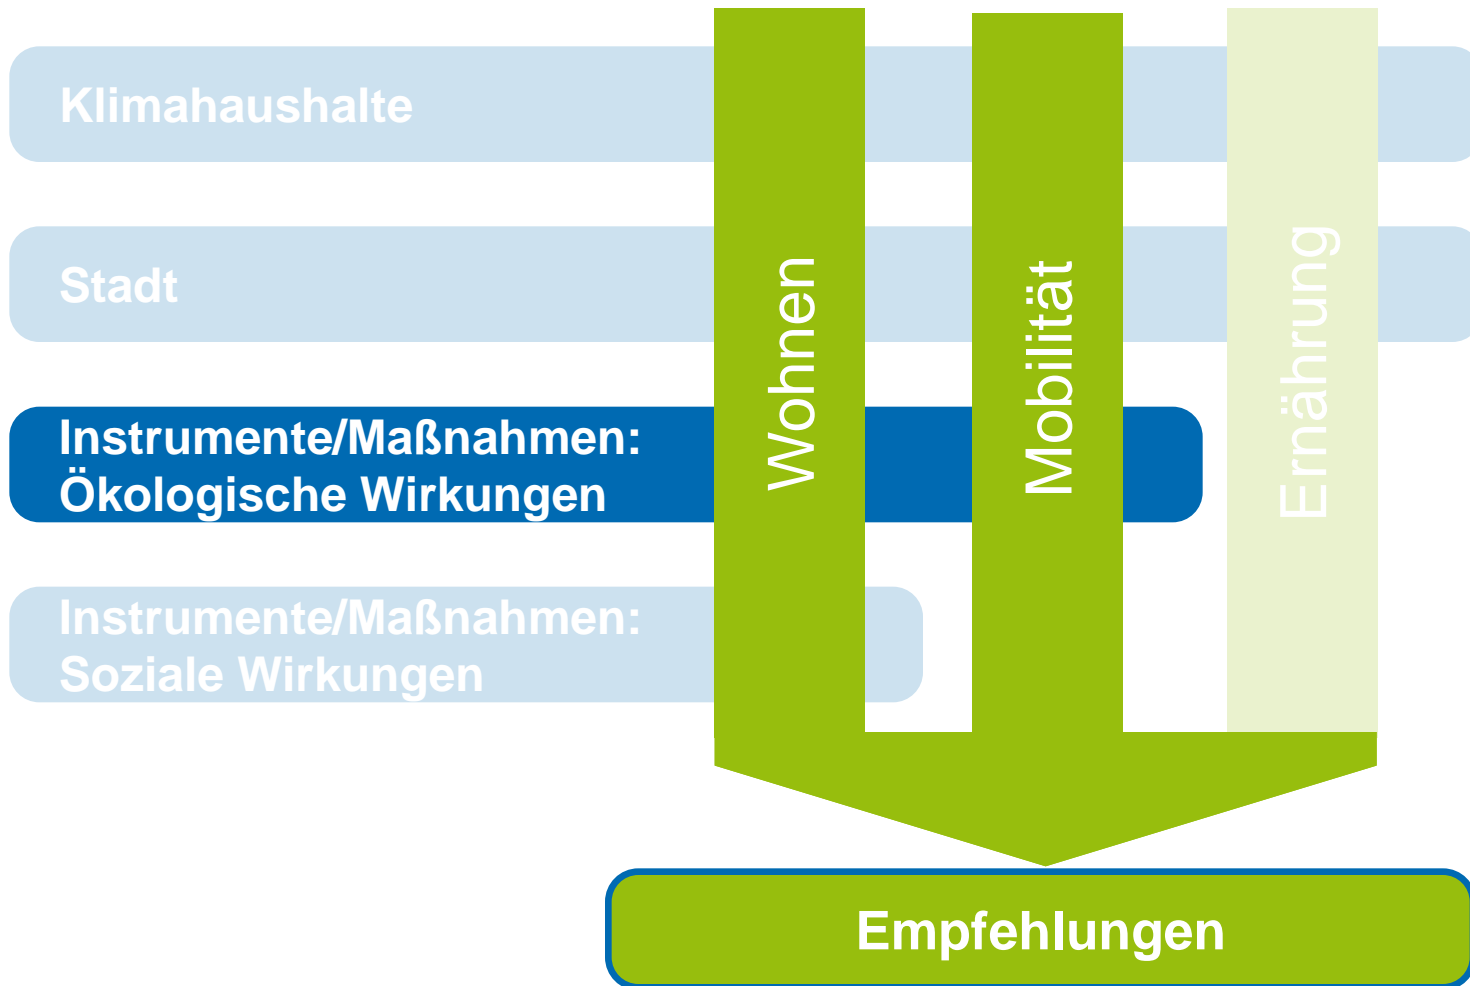 Klimahaushalte
Stadt
Instrumente/Maßnahmen:
Ökologische Wirkungen
Instrumente/Maßnahmen:
Soziale Wirkungen
Wohnen
Mobilität
Ernährung
Empfehlungen